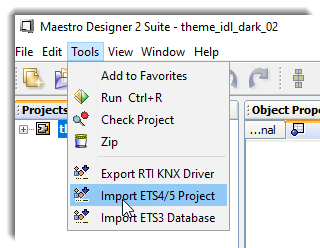 Maestro Designer 2 Suite - theme_idl_dark_02
File Edit Tools View Window Help
Add to Favorites
Run Ctrl+R
Check Project
Zip
Export RTI KNX Driver
Import ETS4/5 Project
Import ETS3 Database
Projects
Object Prope
...nal